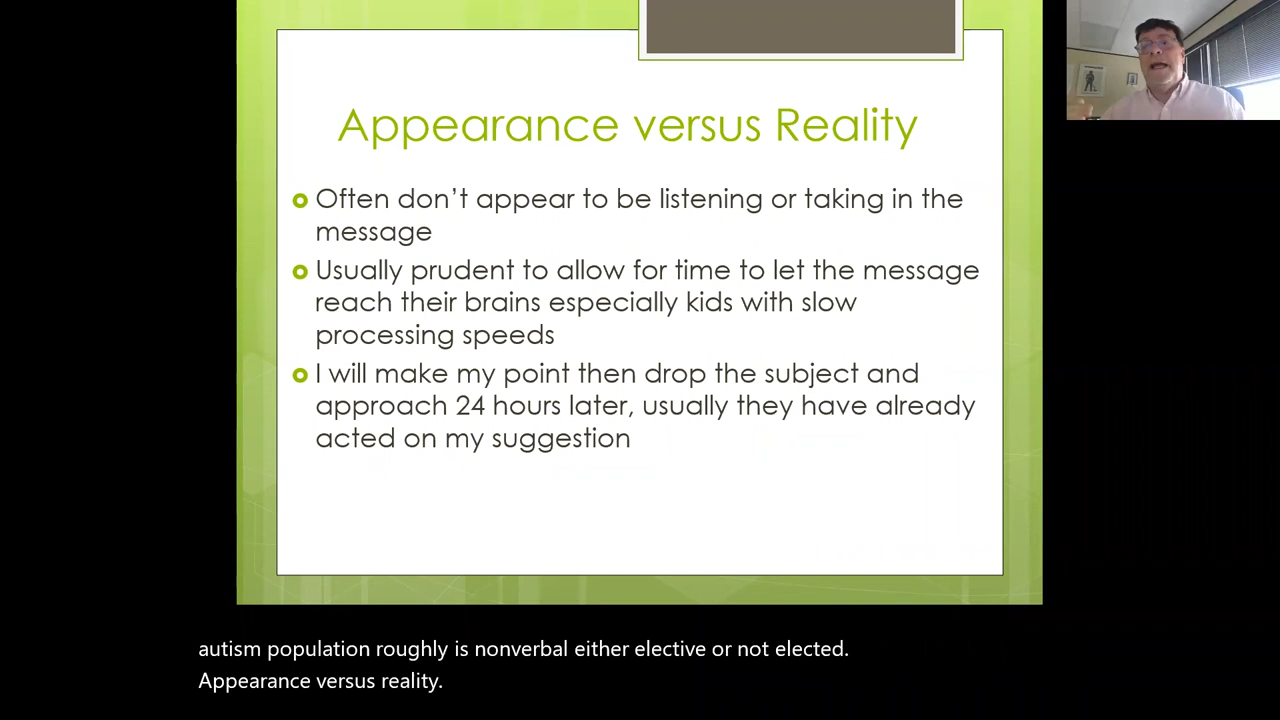 Appearance versus Reality
Often don’t appear to be listening or taking in the
message
Usually prudent to allow for time to let the message
reach their brains especially kids with slow
processing speeds
I will make my point then drop the subject and
approach 24 hours later, usually they have already
acted on my suggestion
autism population roughly is nonverbal either elective or not elected.
Appearance versus reality.